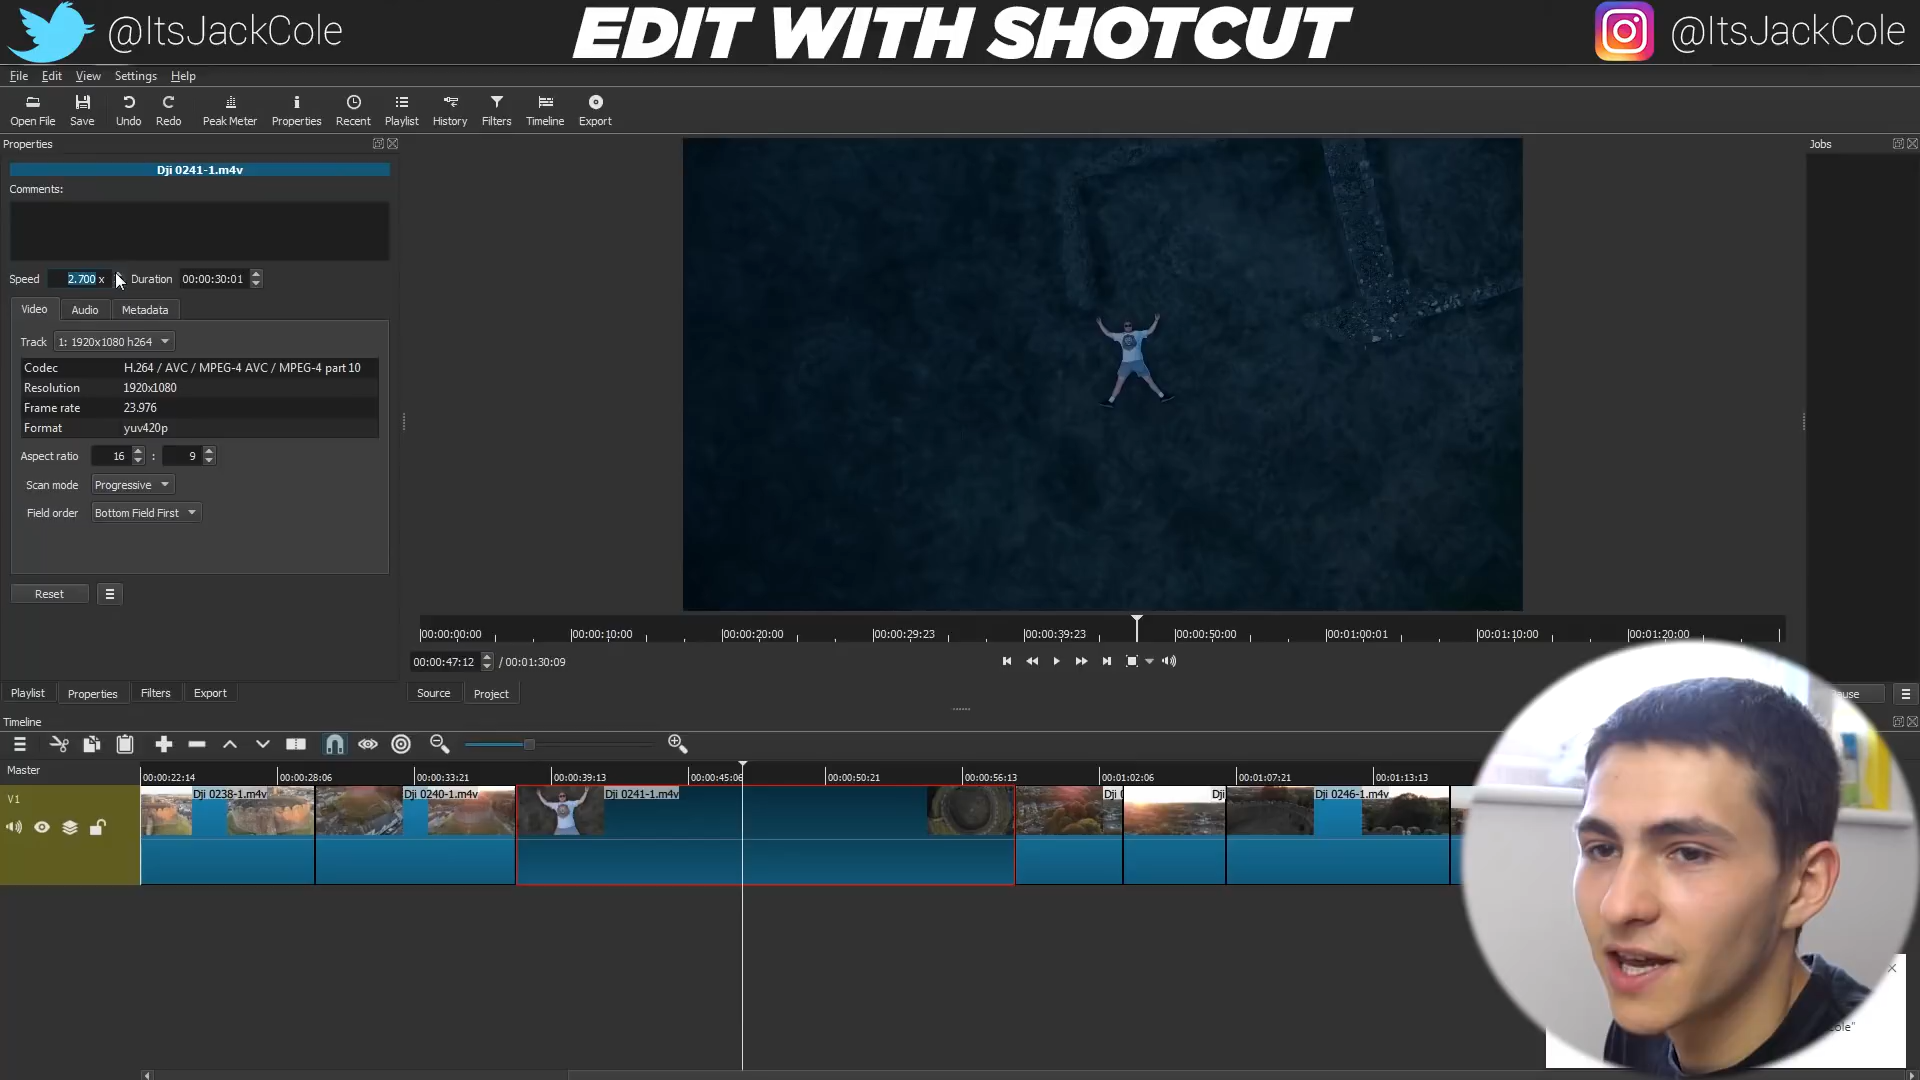 @ItsJackCole
EDIT WITH SHOTCUT
@ItsJackCole
File Edit View Settings Help
Open File Save Undo Redo Peak Meter Properties Recent Playlist History Filters Timeline Export
Properties
Jobs
Dji 0241-1.m4v
Comments:
Speed 2.700 x Duration 00:00:30:01
Video Audio Metadata
Track 1: 1920x1080 h264
Codec H.264 / AVC / MPEG-4 AVC / MPEG-4 part 10
Resolution 1920x1080
Frame rate 23.976
Format yuv420p
Aspect ratio 16 : 9
Scan mode Progressive
Field order Bottom Field First
Reset
00:00:00:00 00:00:10:00 00:00:20:00 00:00:29:23 00:00:39:23 00:00:50:00 00:01:00:01 00:01:10:00 00:01:20:00
00:00:47:12 / 00:01:30:09
Playlist Properties Filters Export
Source Project
Timeline
Master
00:00:22:14 00:00:28:06 00:00:33:21 00:00:39:13 00:00:45:06 00:00:50:21 00:00:56:13 00:01:02:06 00:01:07:21 00:01:13:13
V1
Dji 0238-1.m4v Dji 0240-1.m4v Dji 0241-1.m4v Dji Dji Dji 0246-1.m4v